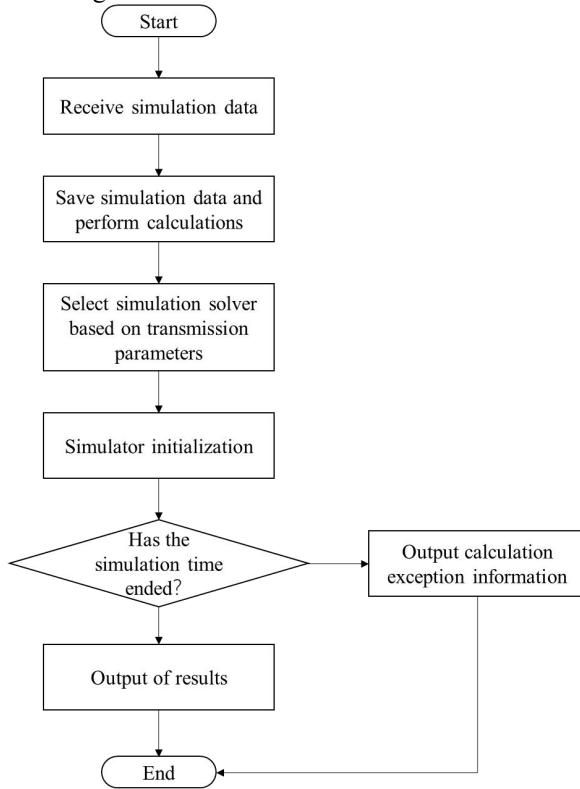 Start
Receive simulation data
Save simulation data and
perform calculations
Select simulation solver
based on transmission
parameters
Simulator initialization
Has the
simulation time
ended?
Output calculation
exception information
Output of results
End